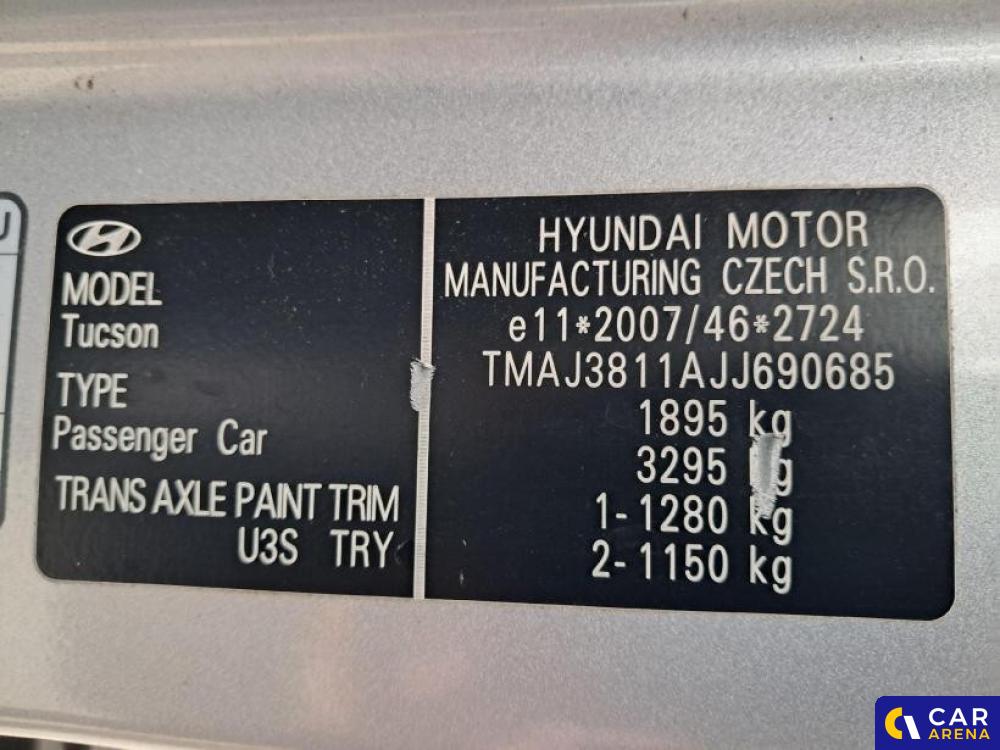 MODEL
Tucson
TYPE
Passenger Car
TRANS AXLE PAINT TRIM
U3S TRY
HYUNDAI MOTOR
MANUFACTURING CZECH S.R.O.
e11*2007/46*2724
TMAJ3811AJJ690685
1895 kg
3295 kg
1-1280 kg
2-1150 kg
CAR
ARENA